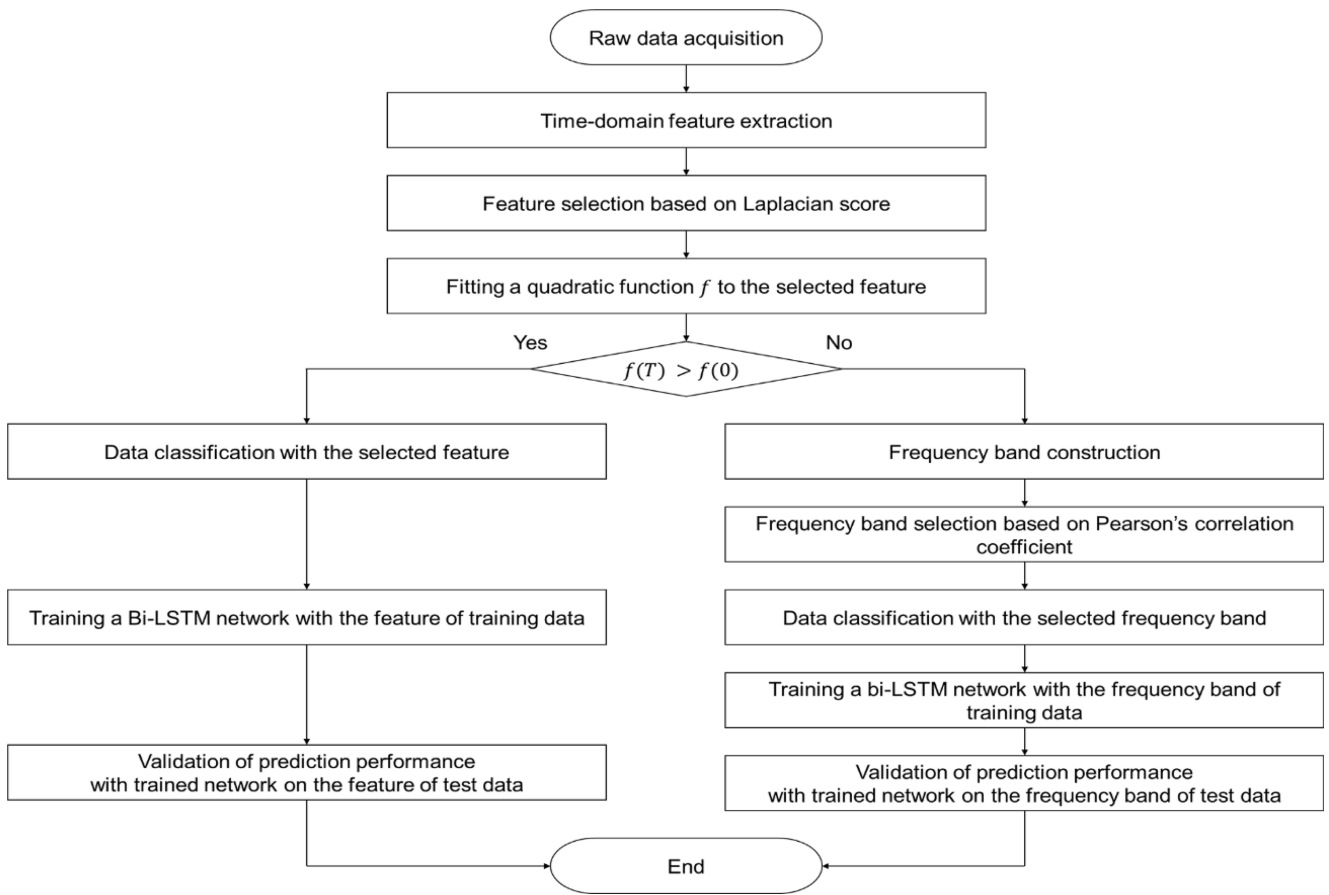 Raw data acquisition
Time-domain feature extraction
Feature selection based on Laplacian score
Fitting a quadratic function f to the selected feature
Yes
No
f(T) > f(0)
Data classification with the selected feature
Training a Bi-LSTM network with the feature of training data
Validation of prediction performance
with trained network on the feature of test data
Frequency band construction
Frequency band selection based on Pearson’s correlation
coefficient
Data classification with the selected frequency band
Training a bi-LSTM network with the frequency band of
training data
Validation of prediction performance
with trained network on the frequency band of test data
End